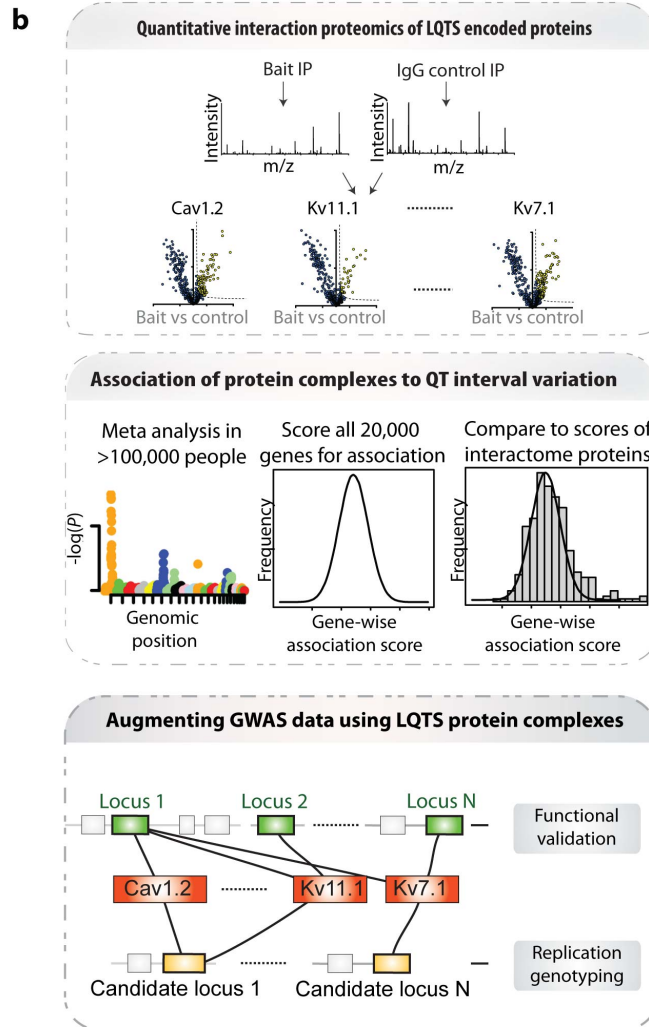 b
Quantitative interaction proteomics of LQTS encoded proteins
Bait IP
IgG control IP
Intensity
m/z
Intensity
m/z
Cav1.2
Kv11.1
Kv7.1
Bait vs control
Bait vs control
Bait vs control
Association of protein complexes to QT interval variation
Meta analysis in
>100,000 people
-log(P)
Genomic
position
Score all 20,000
genes for association
Frequency
Gene-wise
association score
Compare to scores of
interactome proteins
Frequency
Gene-wise
association score
Augmenting GWAS data using LQTS protein complexes
Locus 1
Locus 2
Locus N
Functional
validation
Cav1.2
Kv11.1
Kv7.1
Candidate locus 1
Candidate locus N
Replication
genotyping